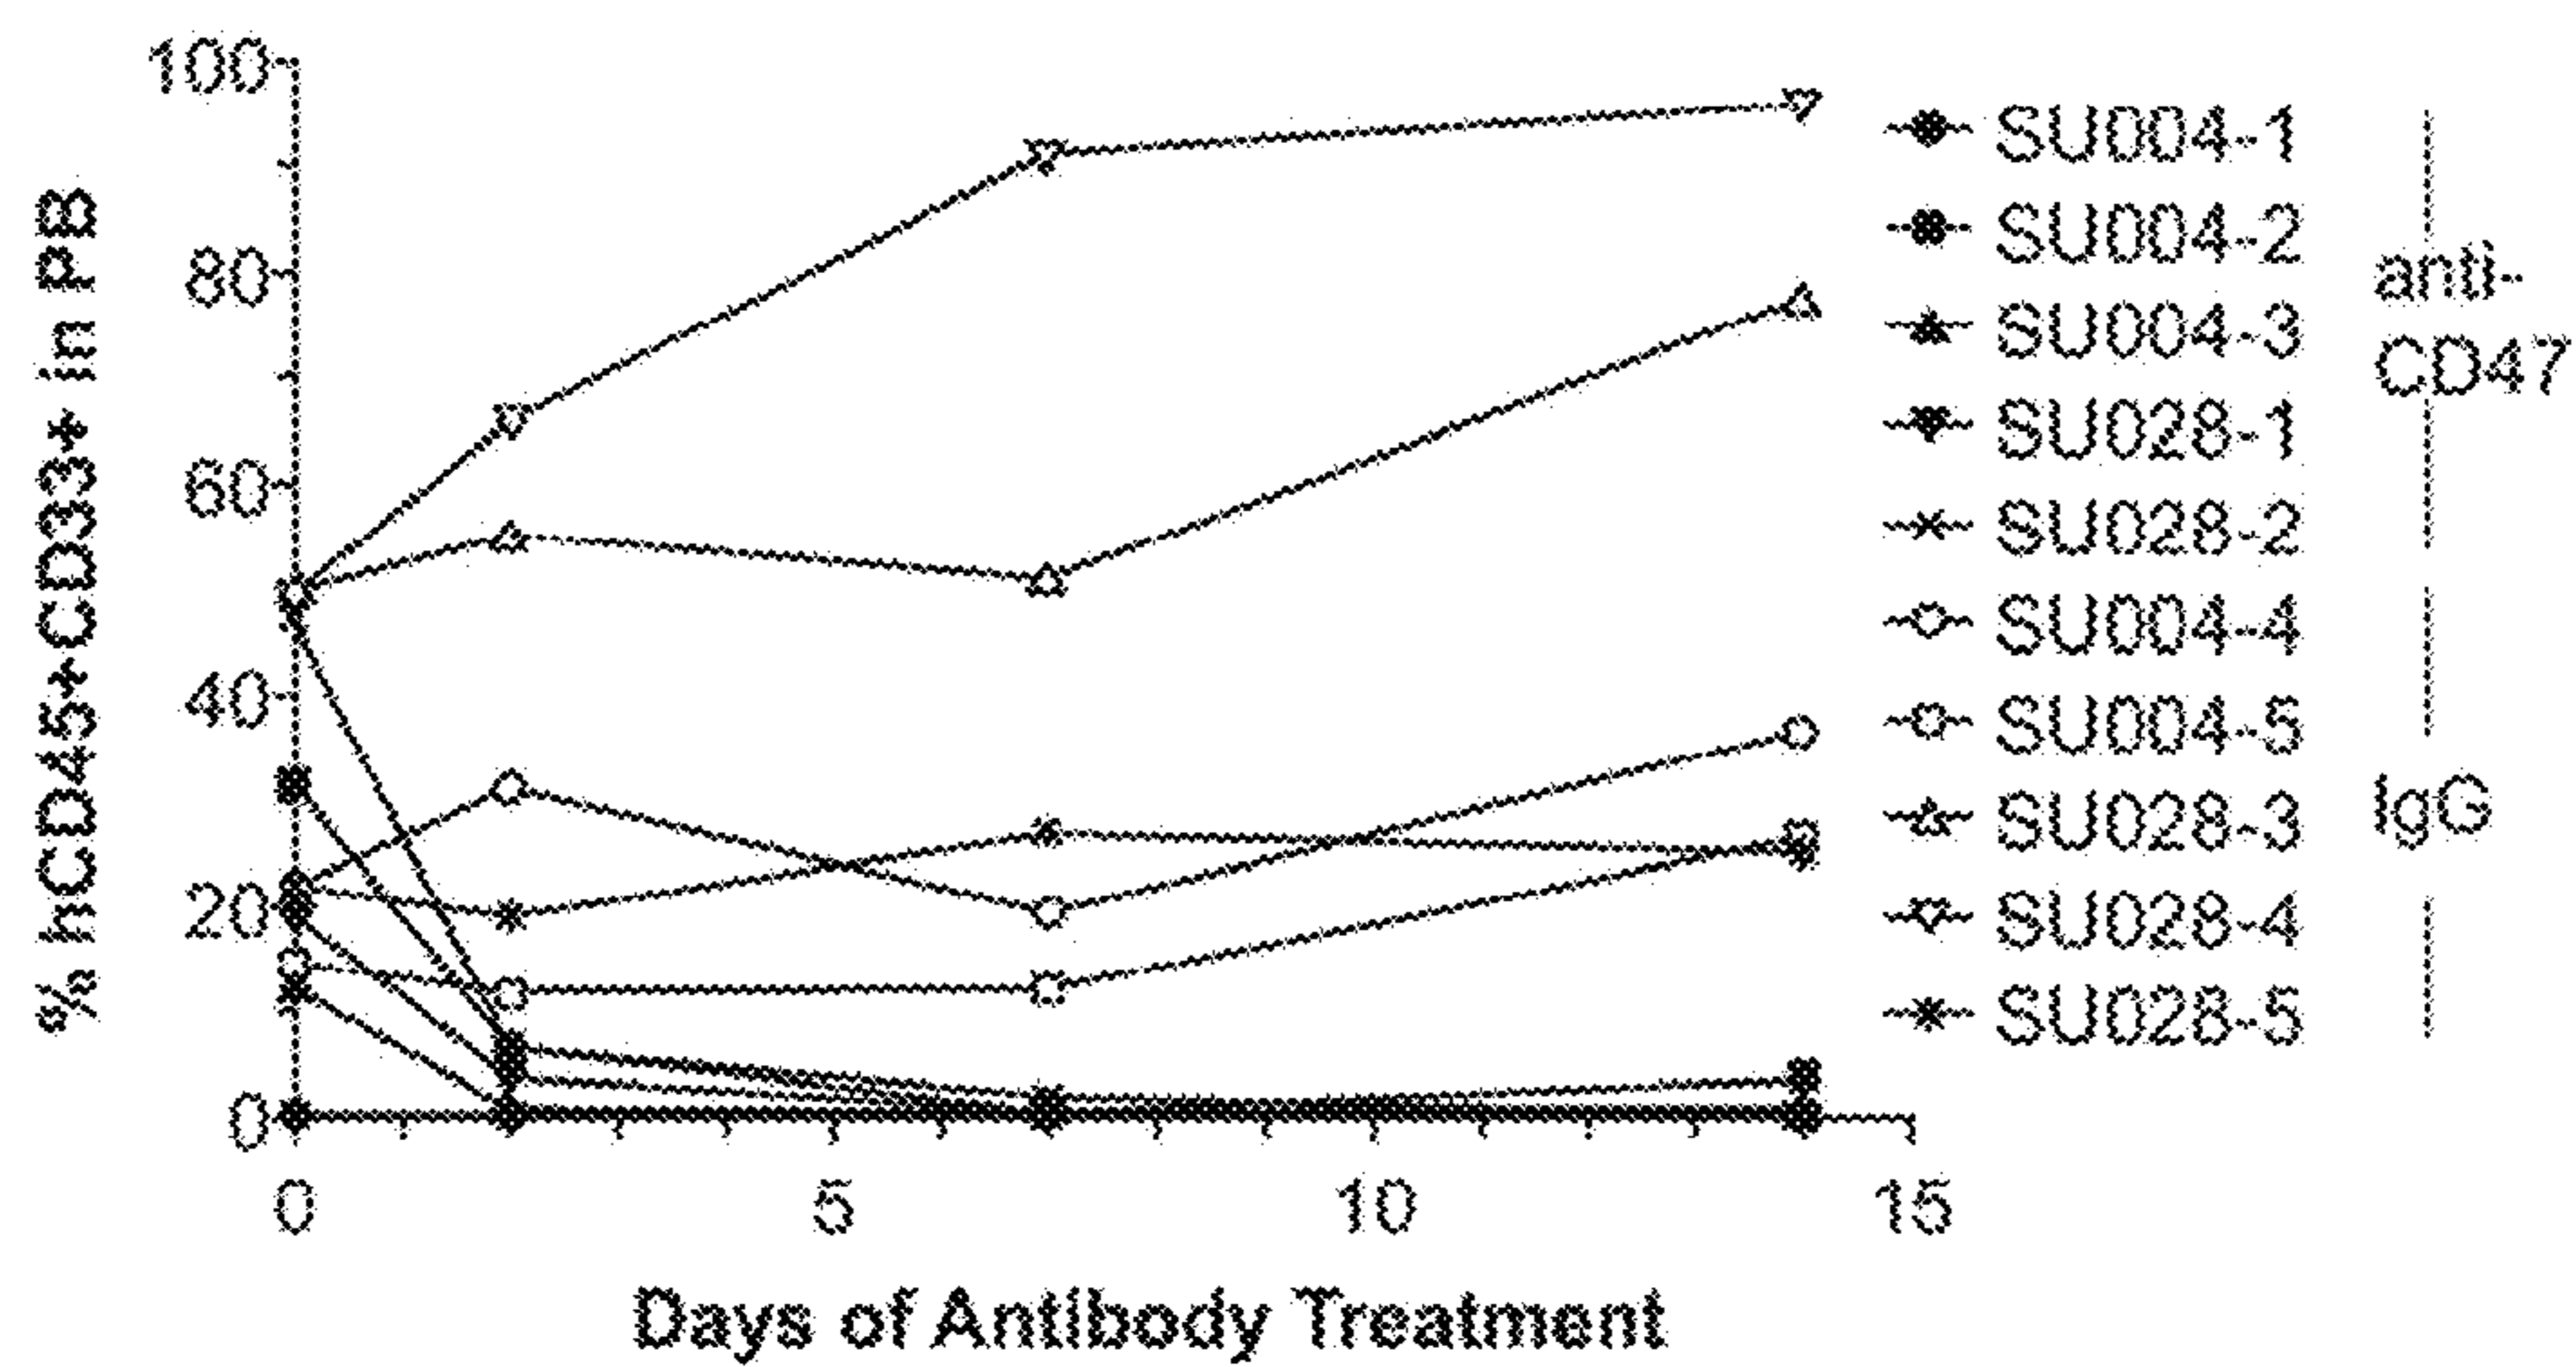 % hCD45+CD33+ in PB
100
80
60
40
20
0
0 5 10 15
Days of Antibody Treatment
SU004-1
SU004-2
SU004-3
SU028-1
SU028-2
SU004-4
SU004-5
SU028-3
SU028-4
SU028-5
anti-
CD47
IgG